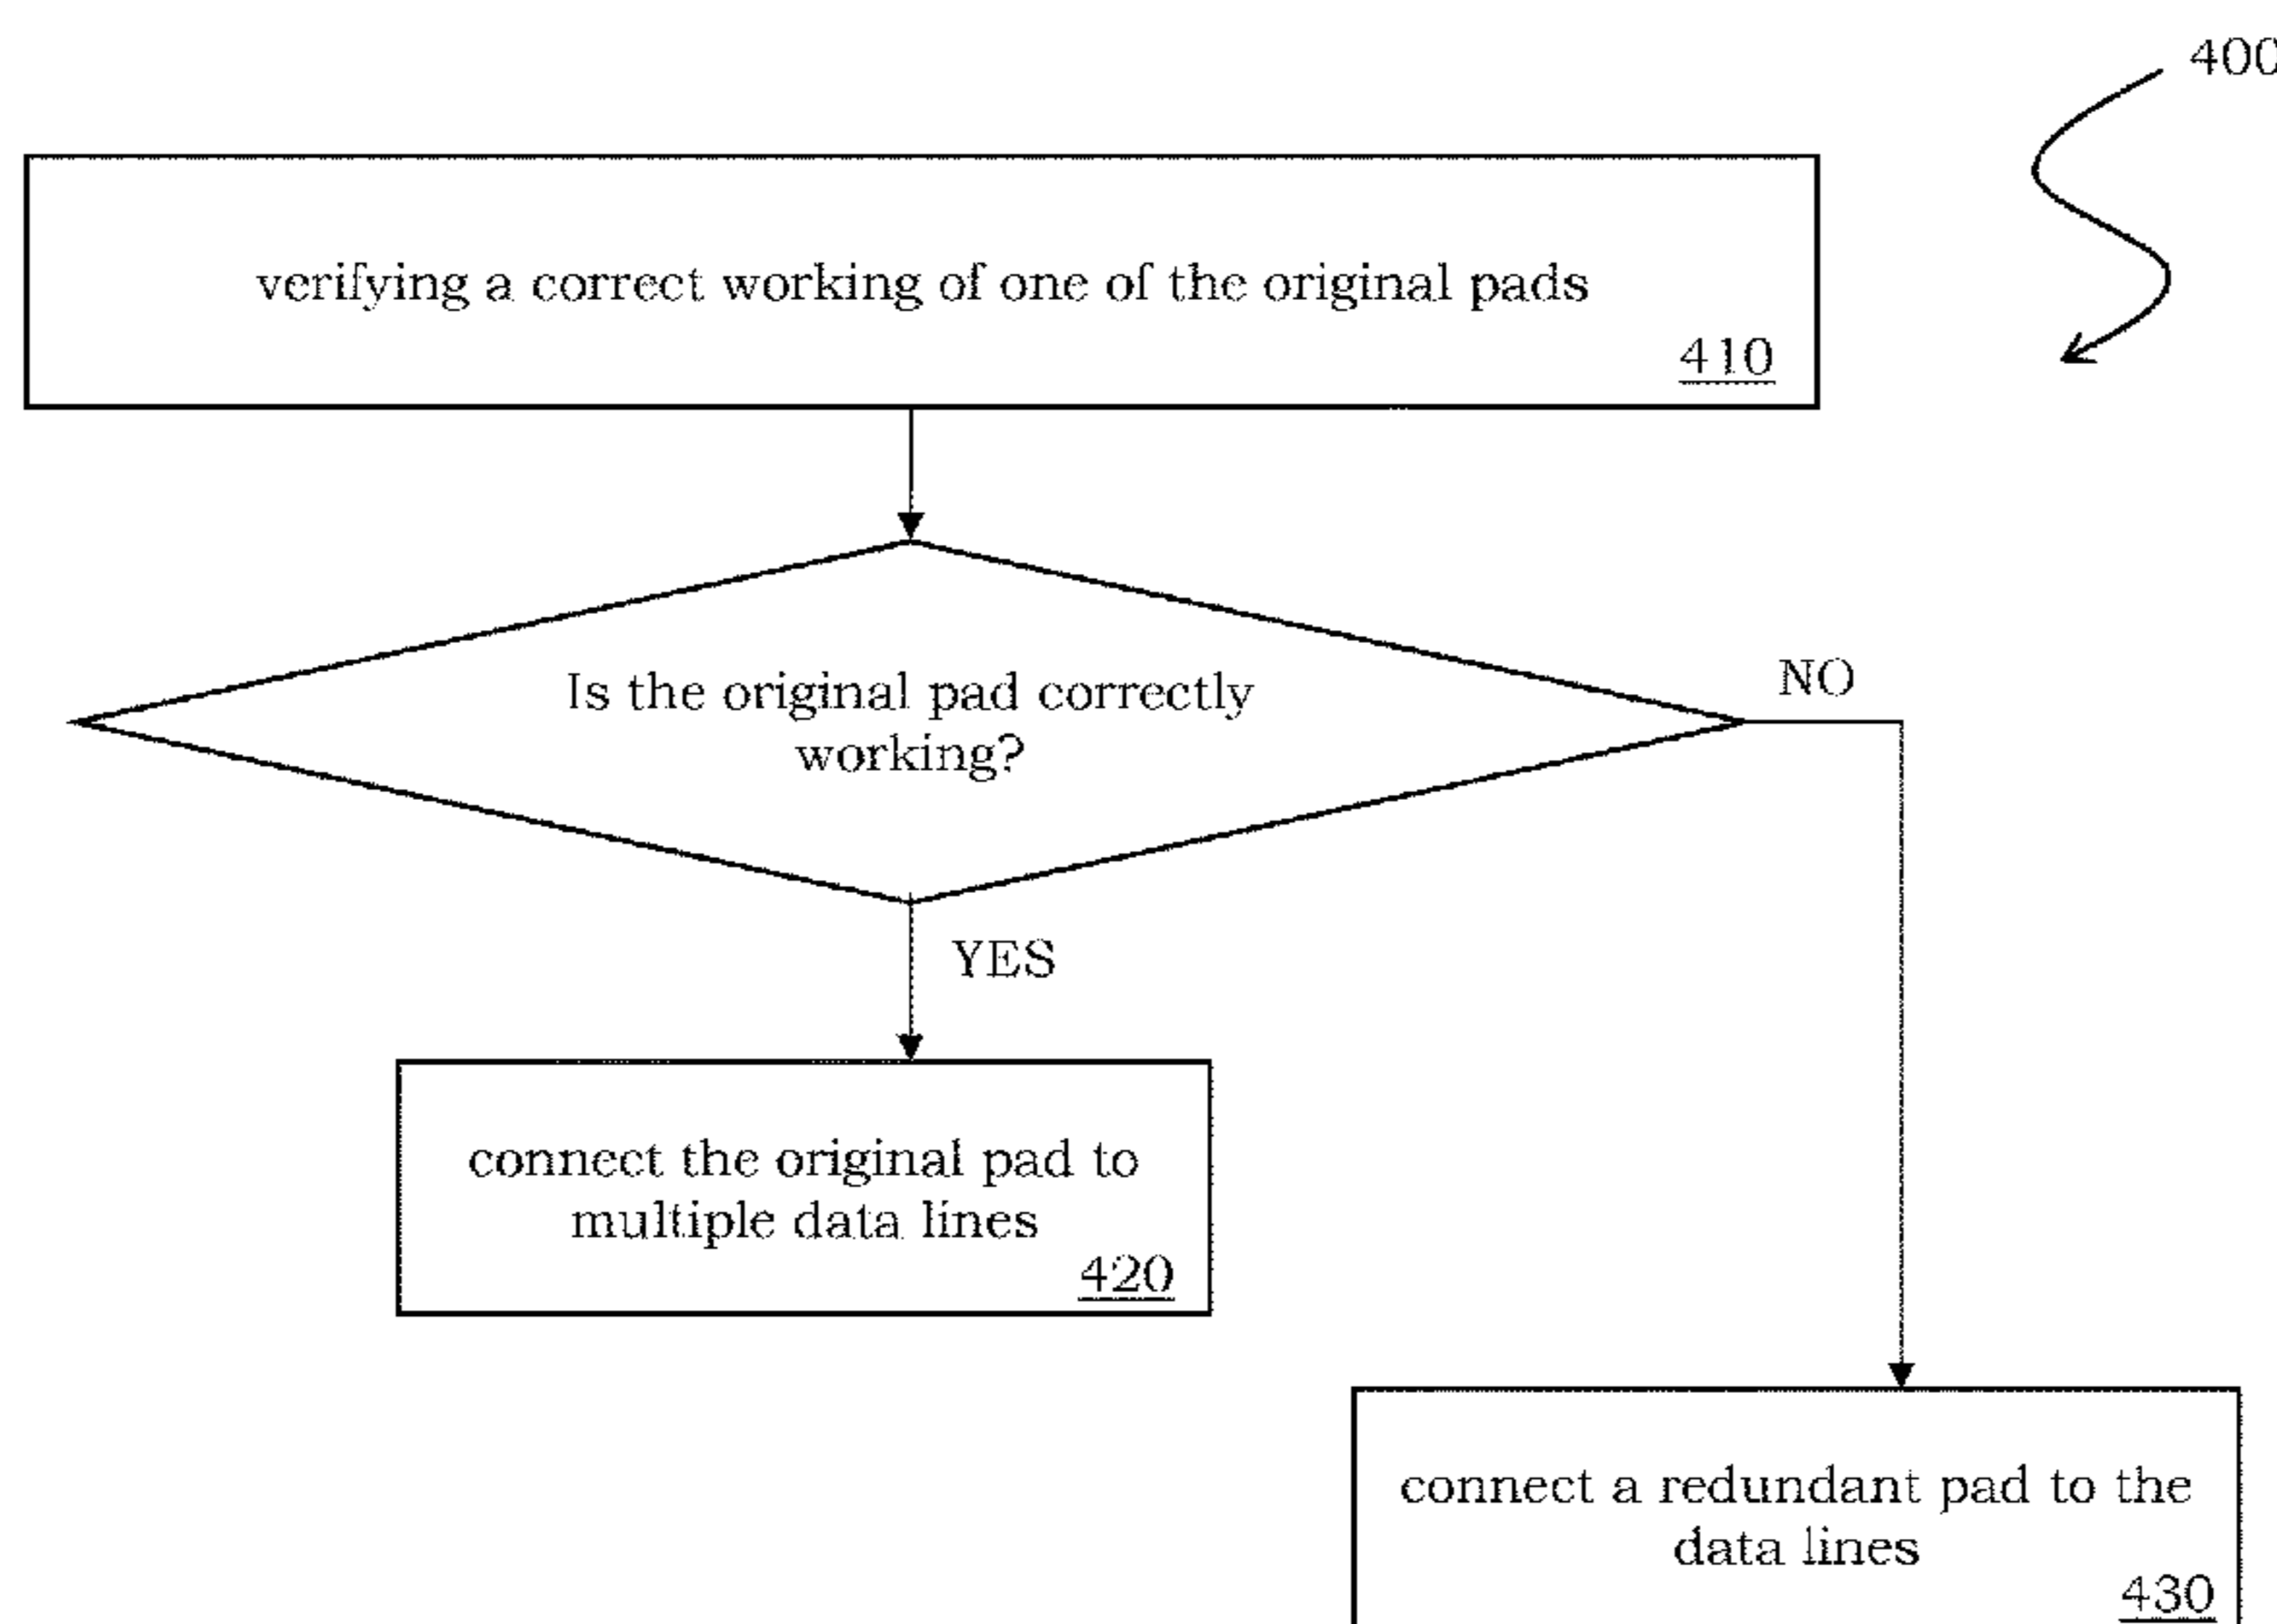 400
verifying a correct working of one of the original pads
410
Is the original pad correctly
working?
NO
YES
connect the original pad to
multiple data lines
420
connect a redundant pad to the
data lines
430